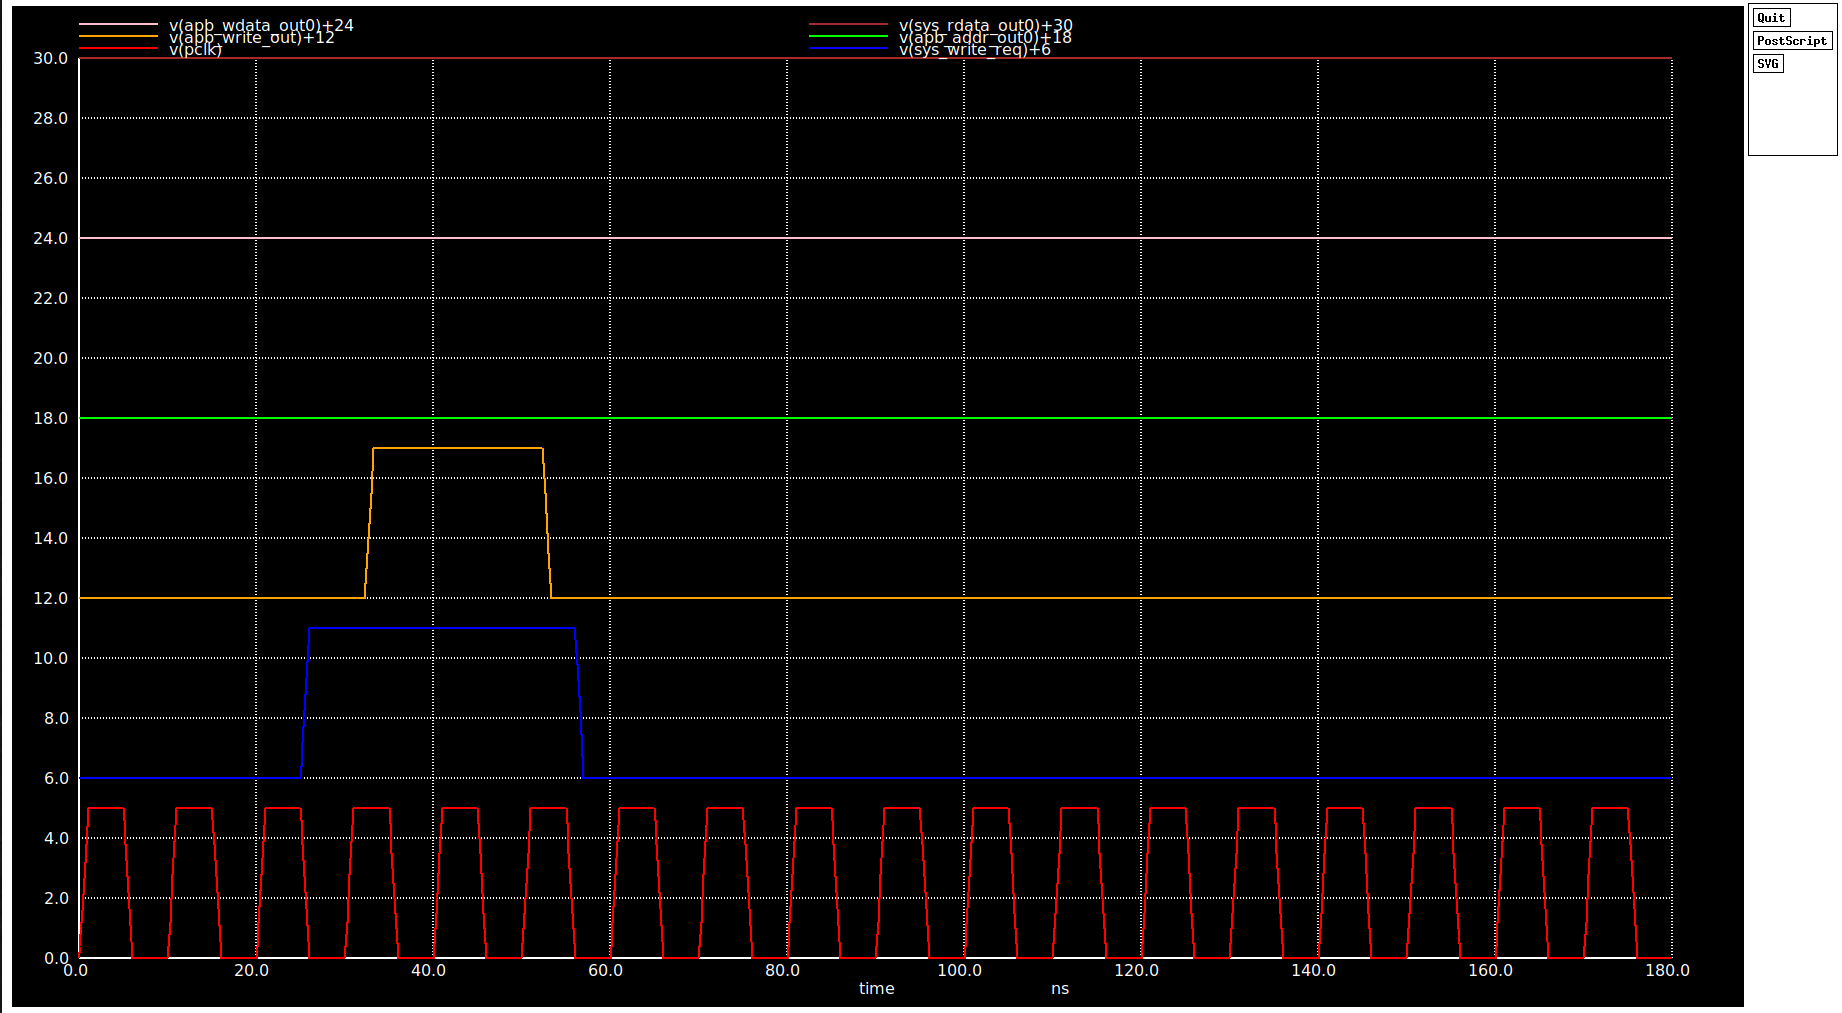 v(apb_wdata_out0)+24
v(apb_write_out)+12
v(pclk)
v(sys_rdata_out0)+30
v(apb_addr_out0)+18
v(sys_write_req)+6
Quit
PostScript
SVG
30.0
28.0
26.0
24.0
22.0
20.0
18.0
16.0
14.0
12.0
10.0
8.0
6.0
4.0
2.0
0.0
0.0 20.0 40.0 60.0 80.0 100.0 120.0 140.0 160.0 180.0
time ns